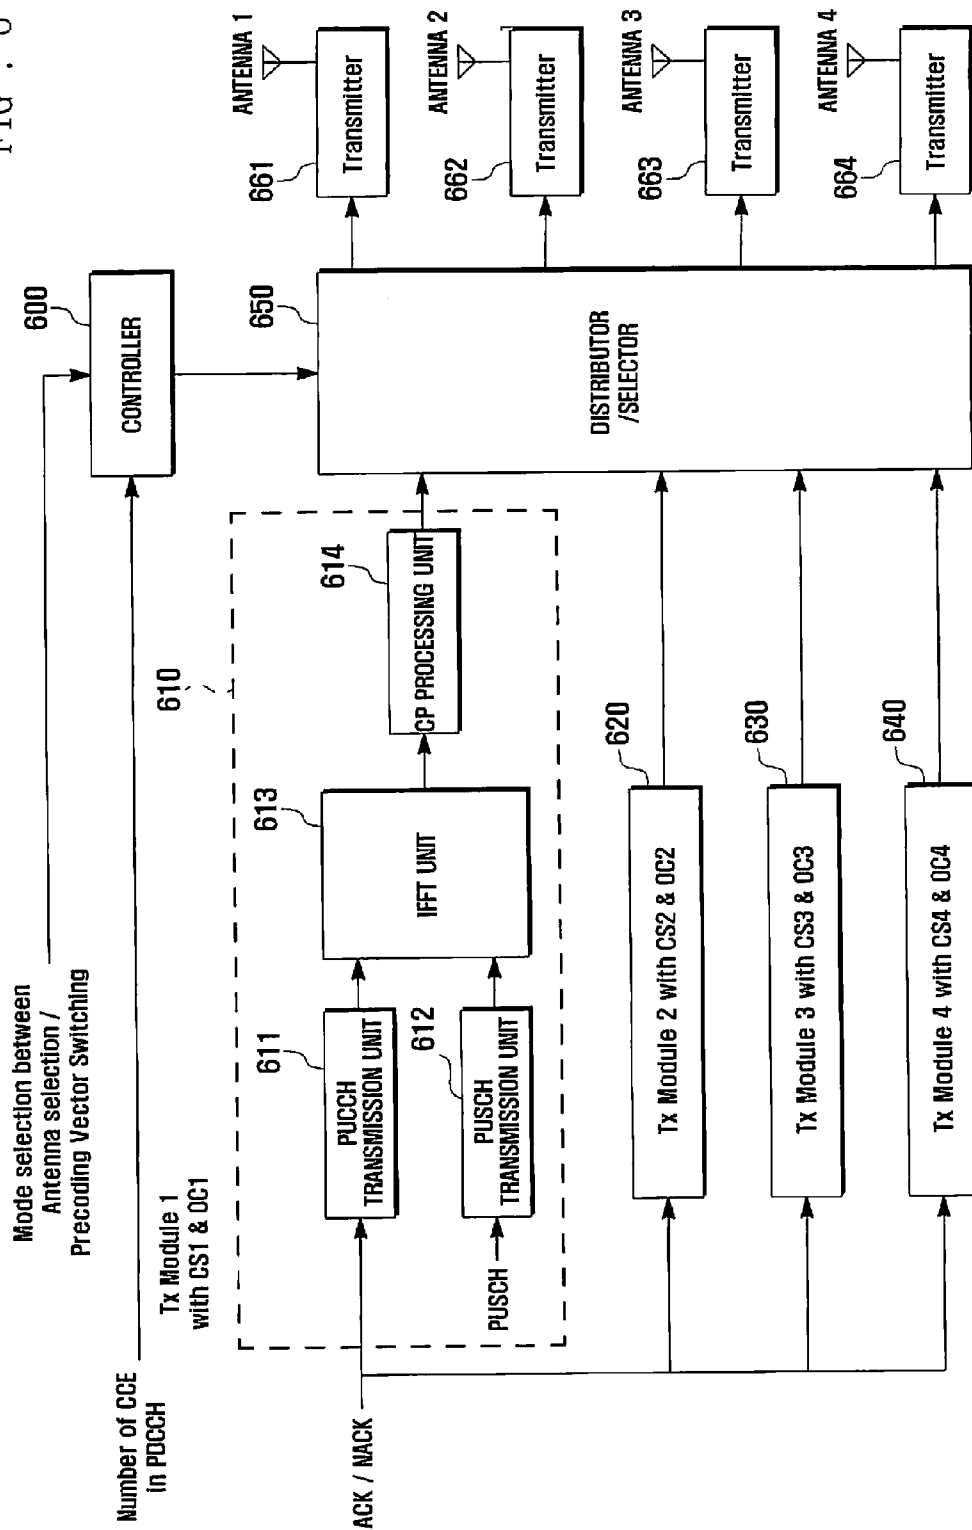 FIG . 6
Mode selection between
Antenna selection /
Precoding Vector Switching
Number of CCE
in PDCCH
600
CONTROLLER
Tx Module 1
with CS1 & OC1
610
ACK / NACK
611
PUCCH
TRANSMISSION UNIT
PUSCH
612
PUSCH
TRANSMISSION UNIT
613
IFFT UNIT
614
CP PROCESSING UNIT
620
Tx Module 2 with CS2 & OC2
630
Tx Module 3 with CS3 & OC3
640
Tx Module 4 with CS4 & OC4
650
DISTRIBUTOR
/SELECTOR
ANTENNA 1
661
Transmitter
ANTENNA 2
662
Transmitter
ANTENNA 3
663
Transmitter
ANTENNA 4
664
Transmitter